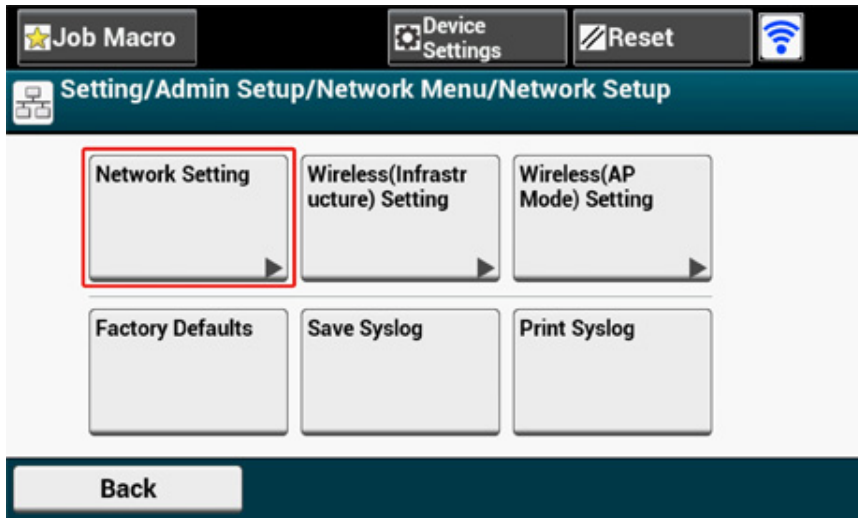 Job Macro
Device
Settings
Reset
Setting/Admin Setup/Network Menu/Network Setup
Network Setting
Wireless(Infrastr
ucture) Setting
Wireless(AP
Mode) Setting
Factory Defaults
Save Syslog
Print Syslog
Back